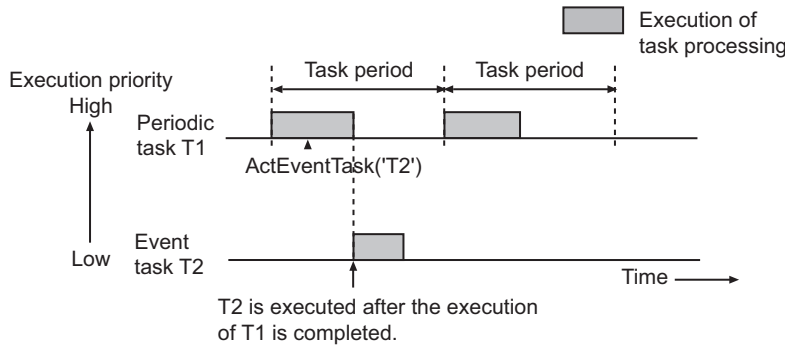 Execution of
task processing
Task period
Task period
Execution priority
High
Periodic
task T1
ActEventTask('T2')
Low
Event
task T2
Time
T2 is executed after the execution
of T1 is completed.